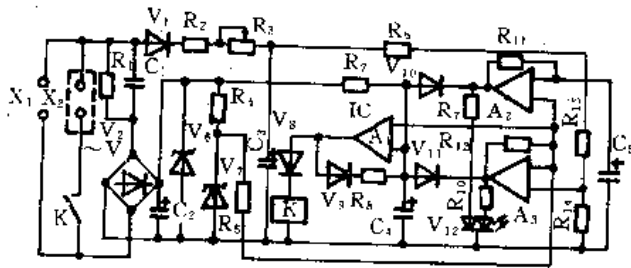 V₁ R₂ R₃ R₆ R₁₁
R₁ C R₇ V₁₀
X₁ X₂ V₂ R₄ IC R₇ A₂
V₆ C₃ V₈ A R₁₂ R₁₃ C₅
~V V₇ V₁₁
K C₂ R₅ K V₉ R₈ C₄ R₁₀ A₃ R₁₄
V₁₂